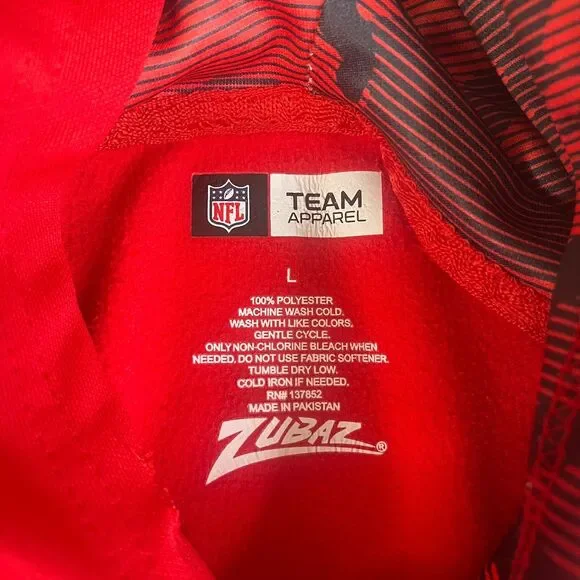 NFL
TEAM
APPAREL
L
100% POLYESTER
MACHINE WASH COLD.
WASH WITH LIKE COLORS.
GENTLE CYCLE.
ONLY NON-CHLORINE BLEACH WHEN
NEEDED. DO NOT USE FABRIC SOFTENER.
TUMBLE DRY LOW.
COLD IRON IF NEEDED.
RN# 137852
MADE IN PAKISTAN
ZUBAZ®